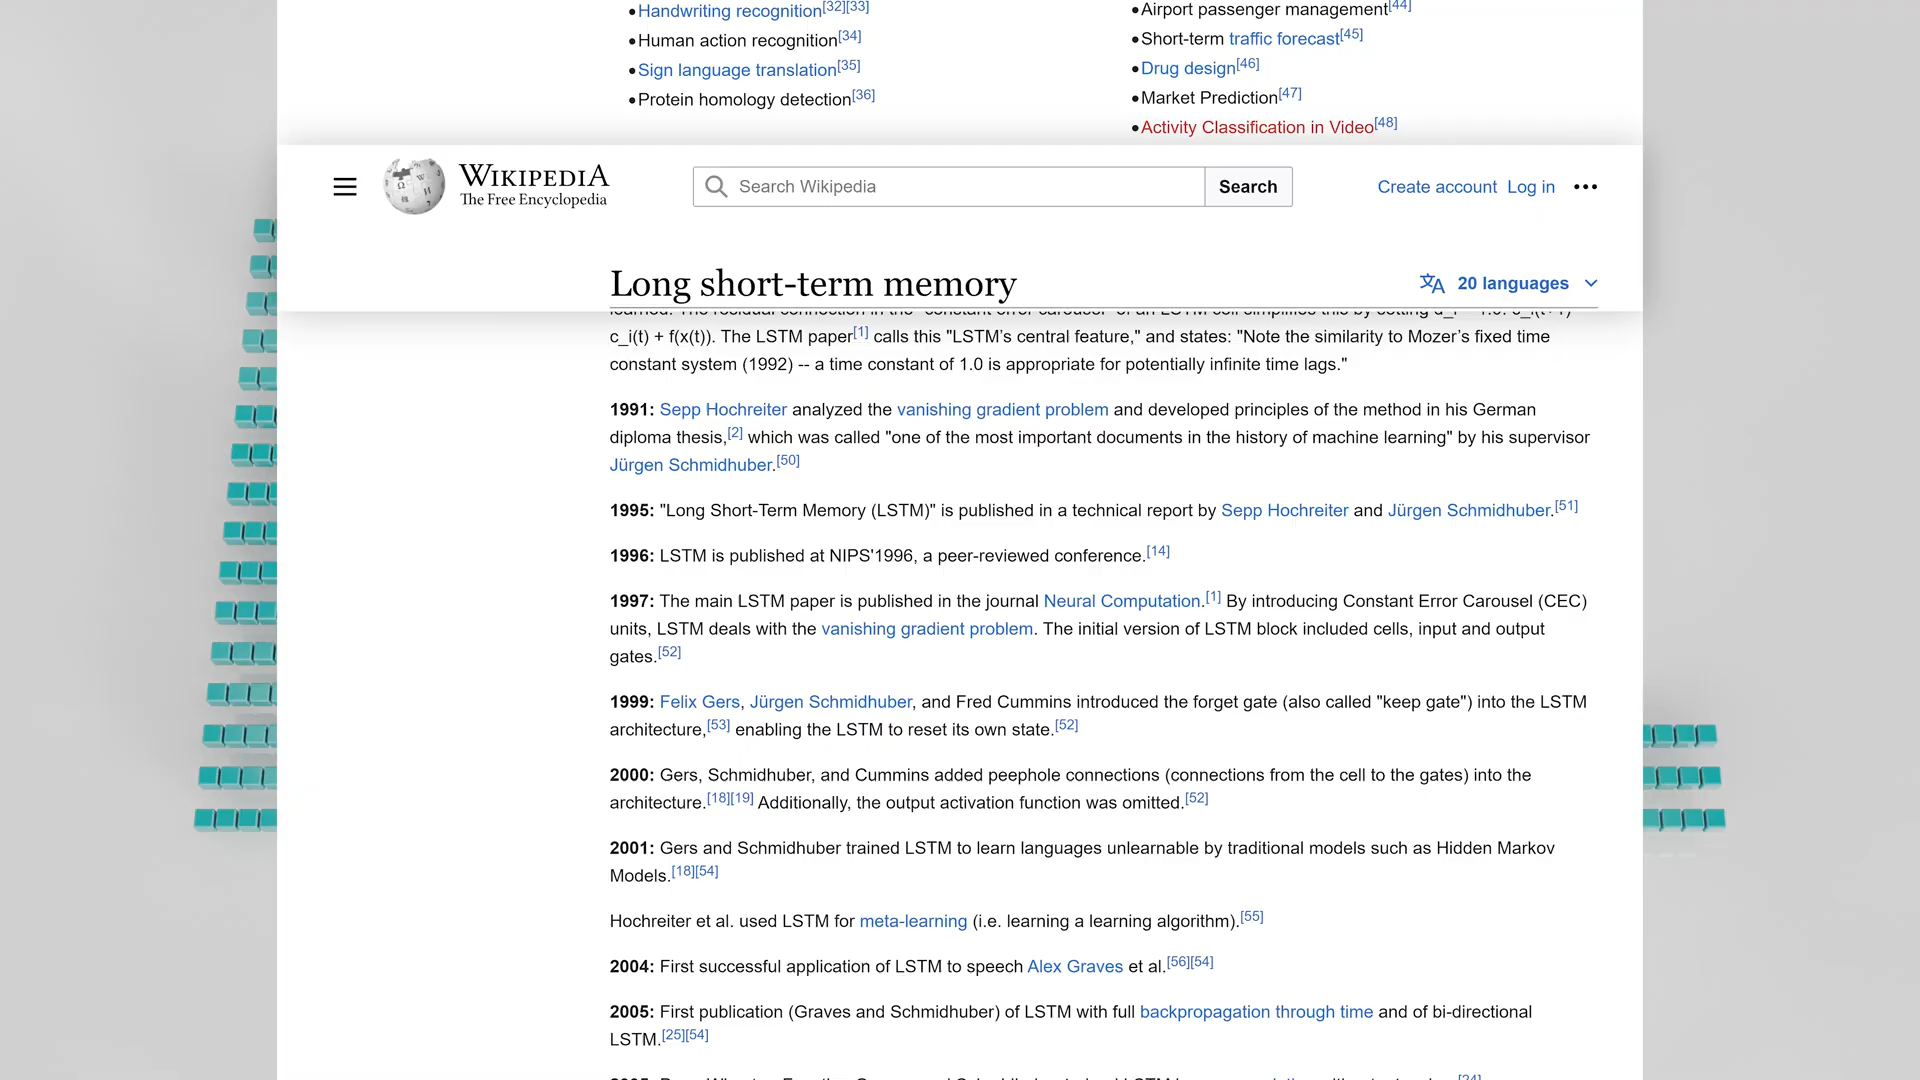 •Handwriting recognition[32][33]
•Human action recognition[34]
•Sign language translation[35]
•Protein homology detection[36]
•Airport passenger management[44]
•Short-term traffic forecast[45]
•Drug design[46]
•Market Prediction[47]
•Activity Classification in Video[48]
WIKIPEDIA
The Free Encyclopedia
Search Wikipedia
Search
Create account Log in
Long short-term memory
20 languages
c_i(t) + f(x(t)). The LSTM paper[1] calls this "LSTM’s central feature," and states: "Note the similarity to Mozer’s fixed time
constant system (1992) -- a time constant of 1.0 is appropriate for potentially infinite time lags."
1991: Sepp Hochreiter analyzed the vanishing gradient problem and developed principles of the method in his German
diploma thesis,[2] which was called "one of the most important documents in the history of machine learning" by his supervisor
Jürgen Schmidhuber.[50]
1995: "Long Short-Term Memory (LSTM)" is published in a technical report by Sepp Hochreiter and Jürgen Schmidhuber.[51]
1996: LSTM is published at NIPS'1996, a peer-reviewed conference.[14]
1997: The main LSTM paper is published in the journal Neural Computation.[1] By introducing Constant Error Carousel (CEC)
units, LSTM deals with the vanishing gradient problem. The initial version of LSTM block included cells, input and output
gates.[52]
1999: Felix Gers, Jürgen Schmidhuber, and Fred Cummins introduced the forget gate (also called "keep gate") into the LSTM
architecture,[53] enabling the LSTM to reset its own state.[52]
2000: Gers, Schmidhuber, and Cummins added peephole connections (connections from the cell to the gates) into the
architecture.[18][19] Additionally, the output activation function was omitted.[52]
2001: Gers and Schmidhuber trained LSTM to learn languages unlearnable by traditional models such as Hidden Markov
Models.[18][54]
Hochreiter et al. used LSTM for meta-learning (i.e. learning a learning algorithm).[55]
2004: First successful application of LSTM to speech Alex Graves et al.[56][54]
2005: First publication (Graves and Schmidhuber) of LSTM with full backpropagation through time and of bi-directional
LSTM.[25][54]